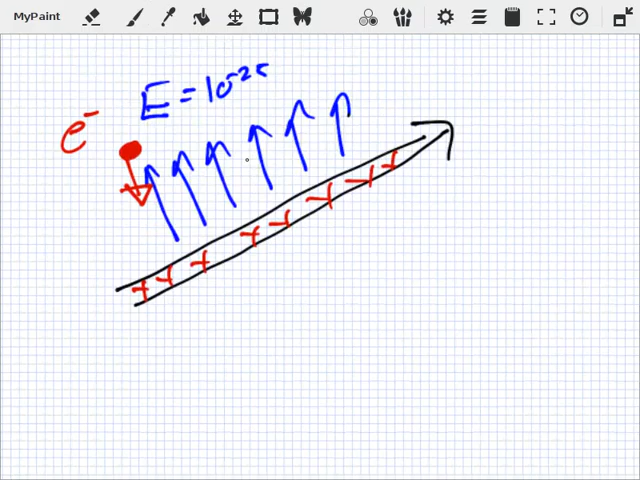 MyPaint
E = 10⁻²⁵
e⁻
+ + + + + + + +